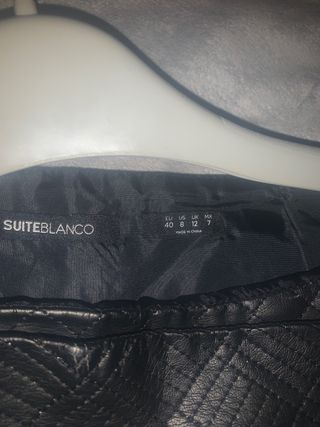 SUITEBLANCO
EU US UK MX
40 8 12 7
MADE IN CHINA